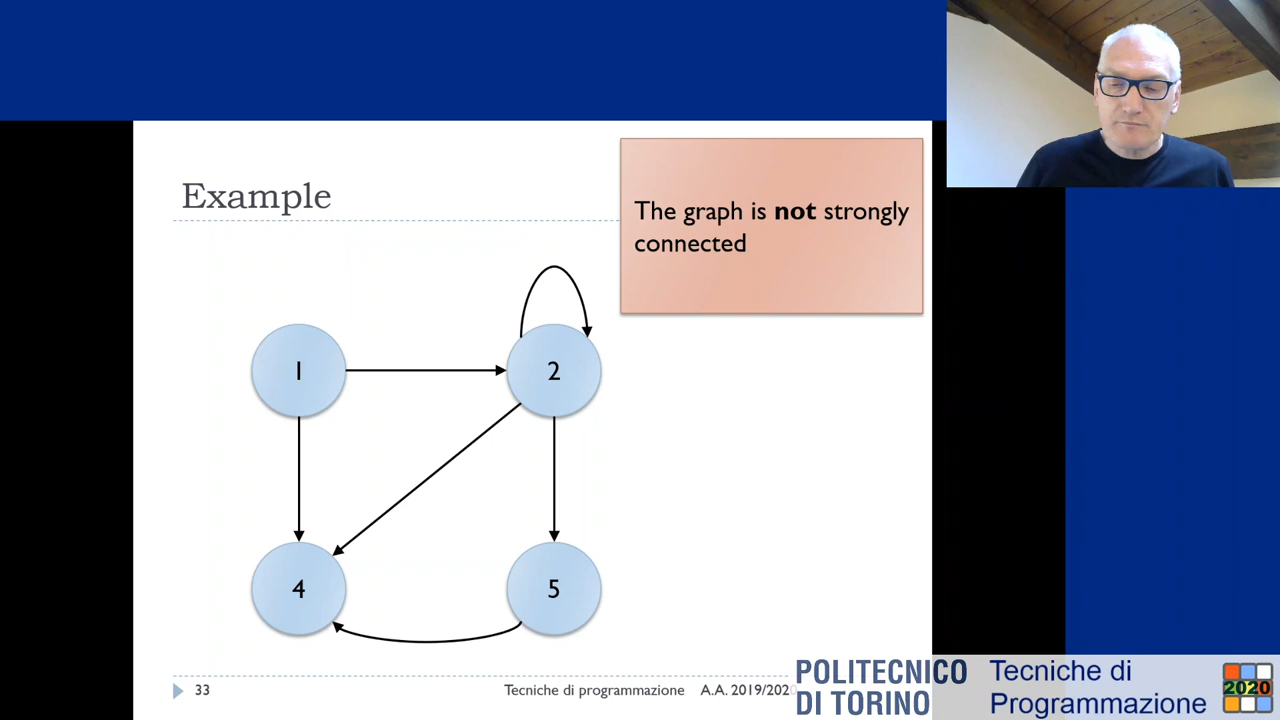 Example
The graph is not strongly
connected
1
2
4
5
33
Tecniche di programmazione
A.A. 2019/2020
POLITECNICO
DI TORINO
Tecniche di
Programmazione
2020